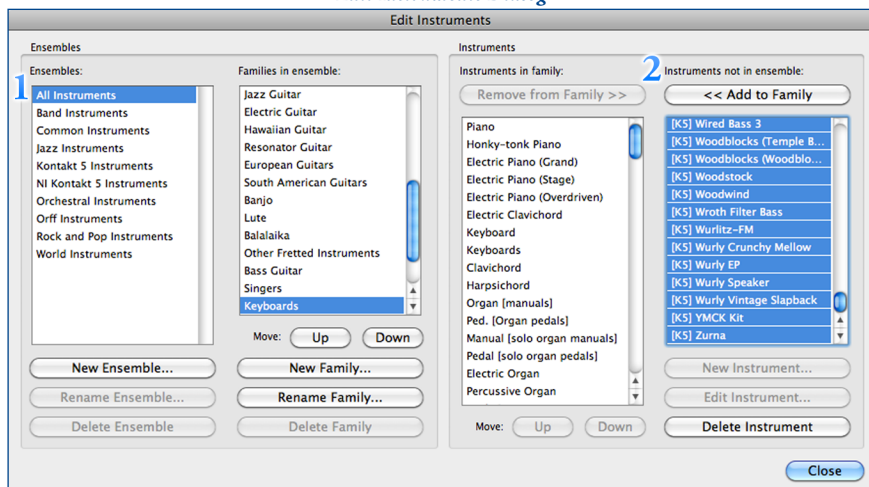 Edit Instruments
Ensembles
Ensembles:
1
All Instruments
Band Instruments
Common Instruments
Jazz Instruments
Kontakt 5 Instruments
NI Kontakt 5 Instruments
Orchestral Instruments
Orff Instruments
Rock and Pop Instruments
World Instruments
New Ensemble...
Rename Ensemble...
Delete Ensemble
Families in ensemble:
Jazz Guitar
Electric Guitar
Hawaiian Guitar
Resonator Guitar
European Guitars
South American Guitars
Banjo
Lute
Balalaika
Other Fretted Instruments
Bass Guitar
Singers
Keyboards
Move: Up Down
New Family...
Rename Family...
Delete Family
Instruments
Instruments in family:
Remove from Family >>
Piano
Honky-tonk Piano
Electric Piano (Grand)
Electric Piano (Stage)
Electric Piano (Overdriven)
Electric Clavichord
Keyboard
Keyboards
Clavichord
Harpsichord
Organ [manuals]
Ped. [Organ pedals]
Manual [solo organ manuals]
Pedal [solo organ pedals]
Electric Organ
Percussive Organ
Move: Up Down
2
Instruments not in ensemble:
<< Add to Family
[K5] Wired Bass 3
[K5] Woodblocks (Temple B...
[K5] Woodblocks (Woodblo...
[K5] Woodstock
[K5] Woodwind
[K5] Wroth Filter Bass
[K5] Wurlitz-FM
[K5] Wurly Crunchy Mellow
[K5] Wurly EP
[K5] Wurly Speaker
[K5] Wurly Vintage Slapback
[K5] YMCK Kit
[K5] Zurna
New Instrument...
Edit Instrument...
Delete Instrument
Close